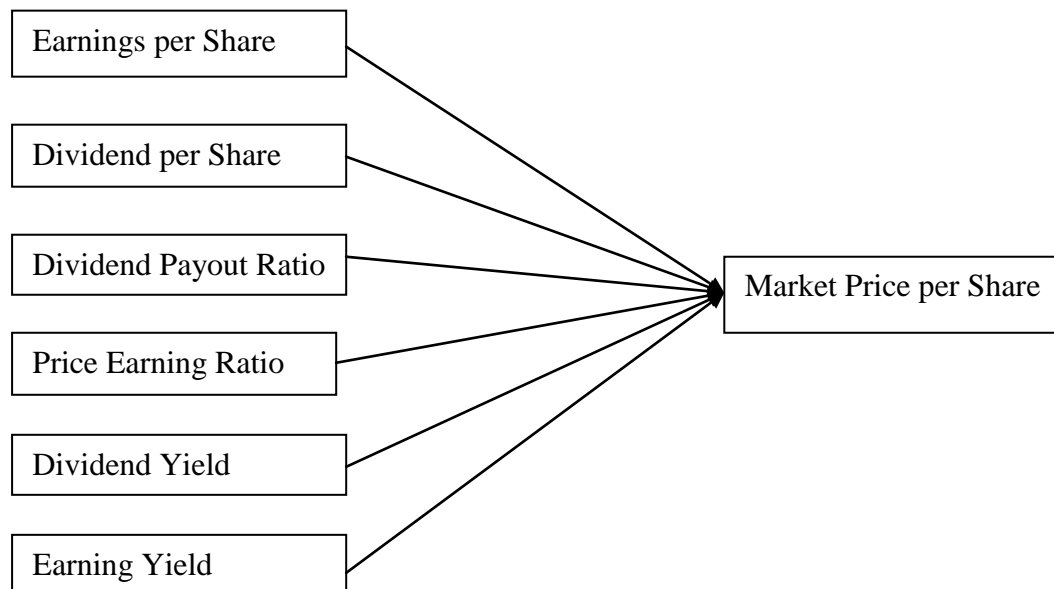 Earnings per Share
Dividend per Share
Dividend Payout Ratio
Market Price per Share
Price Earning Ratio
Dividend Yield
Earning Yield